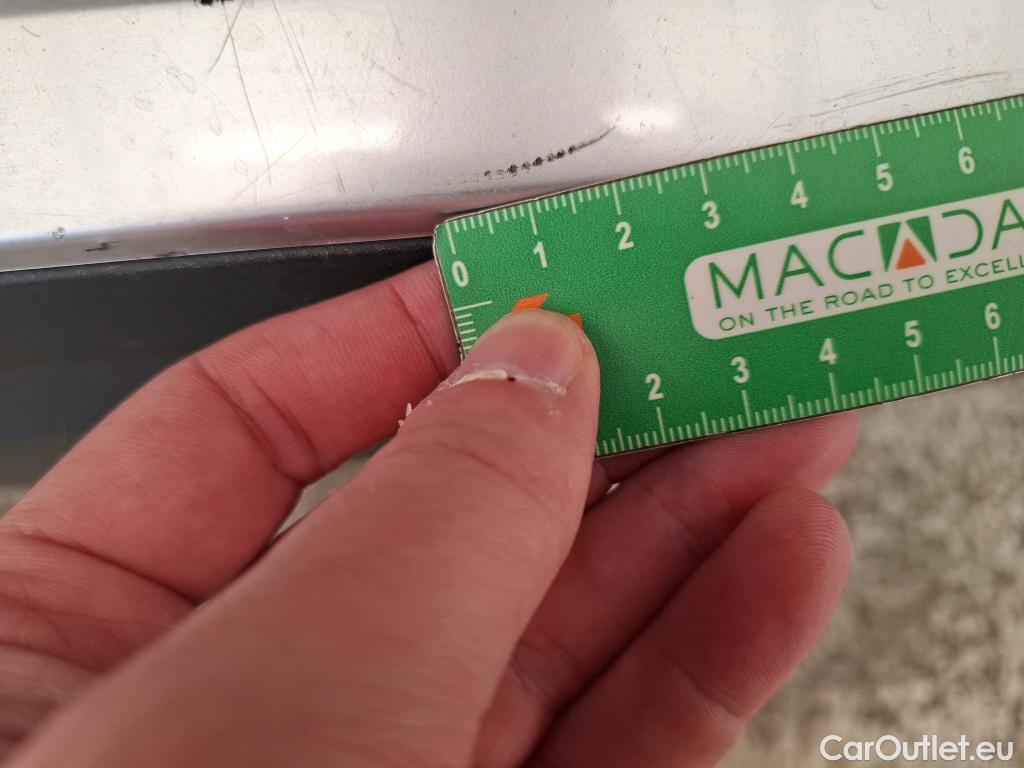 0 1 2 3 4 5 6
MACADA
ON THE ROAD TO EXCELL
2 3 4 5 6
CarOutlet.eu